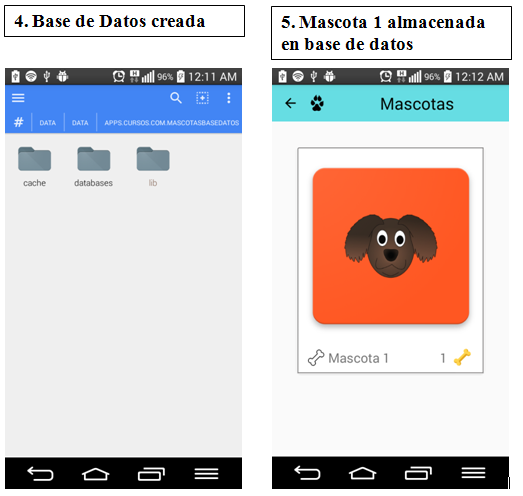 4. Base de Datos creada
5. Mascota 1 almacenada
en base de datos
96% 12:11 AM
# DATA DATA APPS.CURSOS.COM.MASCOTASBASEDATOS
cache databases lib
96% 12:12 AM
Mascotas
Mascota 1 1